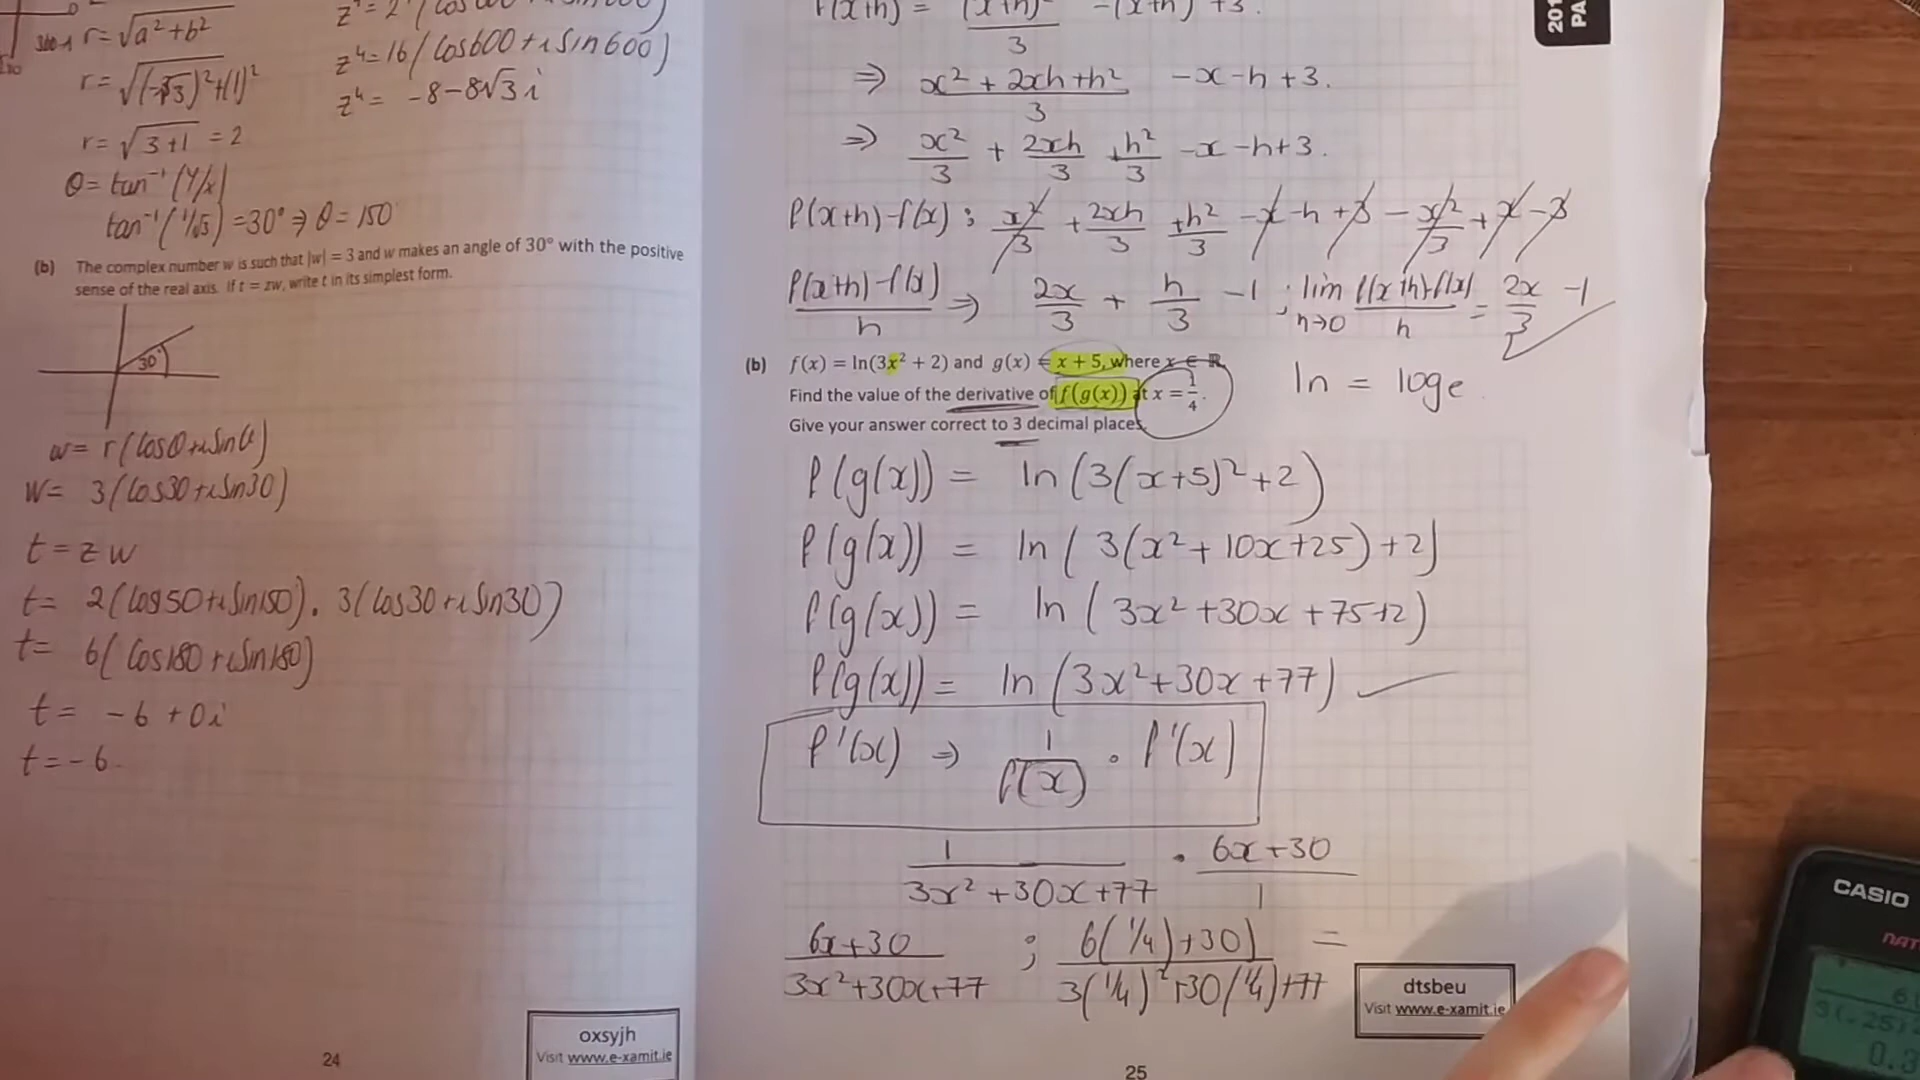 r = √a² + b²
r = √(-√3)² + (1)²
r = √3+1 = 2
θ = tan⁻¹ (y/x)
tan⁻¹ (1/√3) = 30° ⇒ θ = 150
z⁴ = 16 (Cos600 + i Sin 600)
z⁴ = -8 - 8√3 i
(b) The complex number w is such that |w| = 3 and w makes an angle of 30° with the positive
sense of the real axis. If t = zw, write t in its simplest form.
30°
w = r (Cosθ + i Sinθ)
W = 3 (Cos30 + i Sin30)
t = z w
t = 2 (Cos150 + i Sin150) . 3 (Cos30 + i Sin30)
t = 6 (Cos180 + i Sin180)
t = -6 + 0i
t = -6
24
oxsyjh
Visit www.e-xamit.ie
f(x+h) = (x+h)²/3 - (x+h) + 3.
⇒ x² + 2xh + h²/3 - x - h + 3.
⇒ x²/3 + 2xh/3 + h²/3 - x - h + 3.
f(x+h) - f(x) ; x²/3 + 2xh/3 + h²/3 - x - h + 3 - x²/3 + x - 3
f(x+h) - f(x)/h ⇒ 2x/3 + h/3 - 1 ; lim h→0 f(x+h)-f(x)/h = 2x/3 - 1
(b) f(x) = ln(3x² + 2) and g(x) = x + 5, where x ∈ ℝ.
Find the value of the derivative of f(g(x)) at x = 1/4.
Give your answer correct to 3 decimal places.
ln = loge
f(g(x)) = ln (3(x+5)² + 2)
f(g(x)) = ln (3(x² + 10x + 25) + 2)
f(g(x)) = ln (3x² + 30x + 75 + 2)
f(g(x)) = ln (3x² + 30x + 77)
f'(x) ⇒ 1/f(x) . f'(x)
1/3x² + 30x + 77 . 6x + 30/1
6x + 30/3x² + 30x + 77 ; 6(1/4) + 30)/3(1/4)² + 30(1/4) + 77 =
dtsbeu
Visit www.e-xamit.ie
25
201
PA
CASIO
0.3